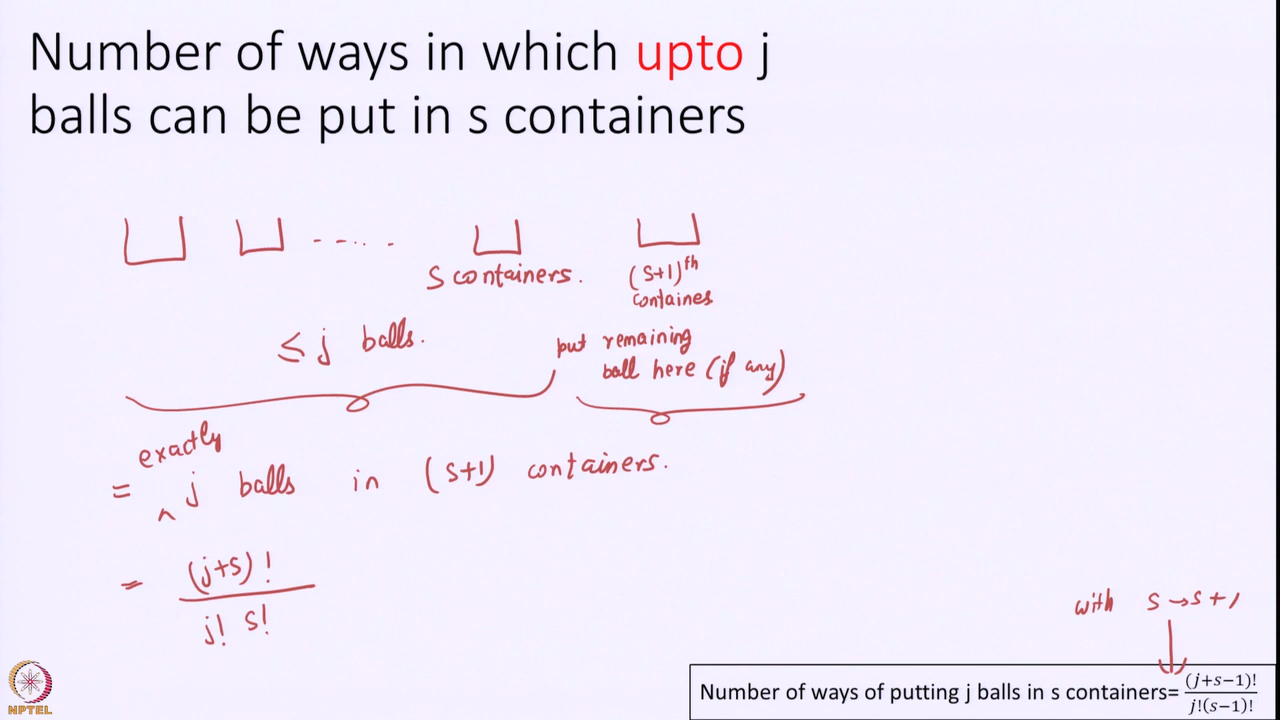 Number of ways in which upto j
balls can be put in s containers
S containers.
(S+1)th
containes
≤ j balls.
put remaining
ball here (if any)
exactly
= ^ j balls in (S+1) containers.
= (j+s)! / j! s!
with s → s+1
Number of ways of putting j balls in s containers= (j+s−1)! / j!(s−1)!
NPTEL